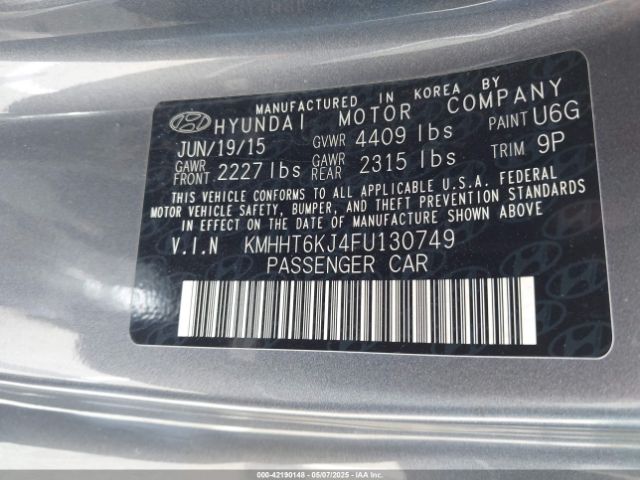 MANUFACTURED IN KOREA BY
HYUNDAI MOTOR COMPANY
JUN/19/15 GVWR 4409 lbs PAINT U6G
GAWR FRONT 2227 lbs GAWR REAR 2315 lbs TRIM 9P
THIS VEHICLE CONFORMS TO ALL APPLICABLE U.S.A. FEDERAL
MOTOR VEHICLE SAFETY, BUMPER, AND THEFT PREVENTION STANDARDS
IN EFFECT ON THE DATE OF MANUFACTURE SHOWN ABOVE.
V.I.N KMHHT6KJ4FU130749
PASSENGER CAR
000-42190148 - 05/07/2025 - IAAI